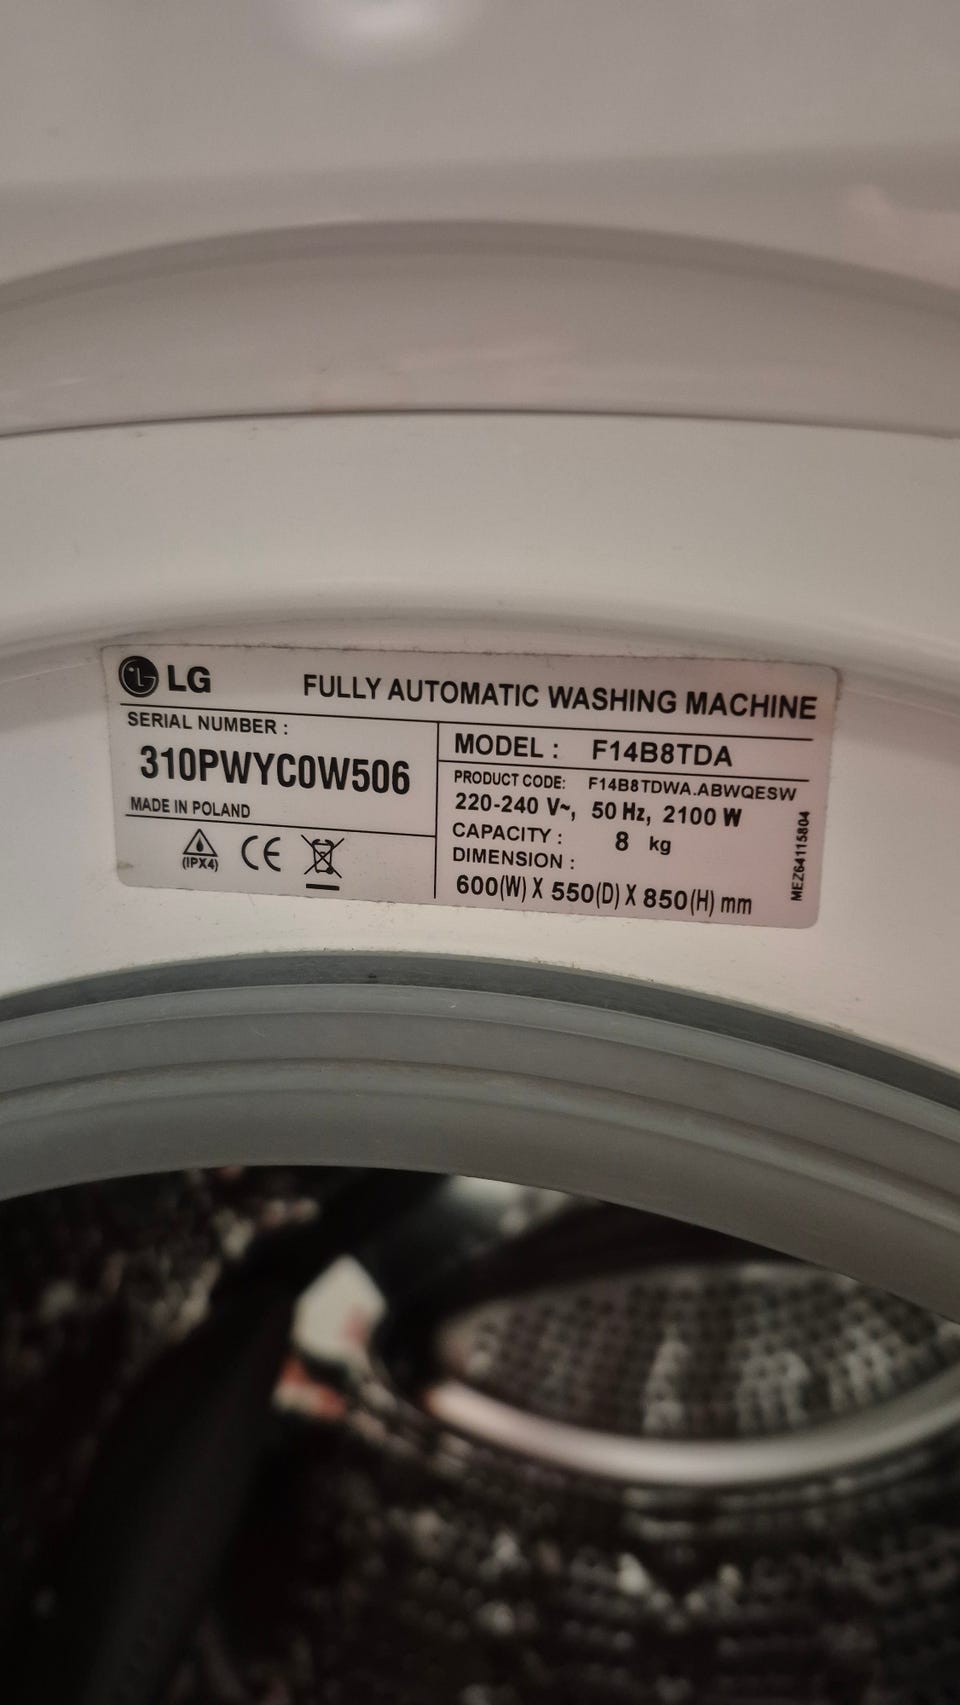 LG
FULLY AUTOMATIC WASHING MACHINE
SERIAL NUMBER :
310PWYC0W506
MADE IN POLAND
(IPX4) CE
MODEL : F14B8TDA
PRODUCT CODE: F14B8TDWA.ABWQESW
220-240 V~, 50 Hz, 2100 W
CAPACITY : 8 kg
DIMENSION :
600(W) X 550(D) X 850(H) mm
MEZ64115804